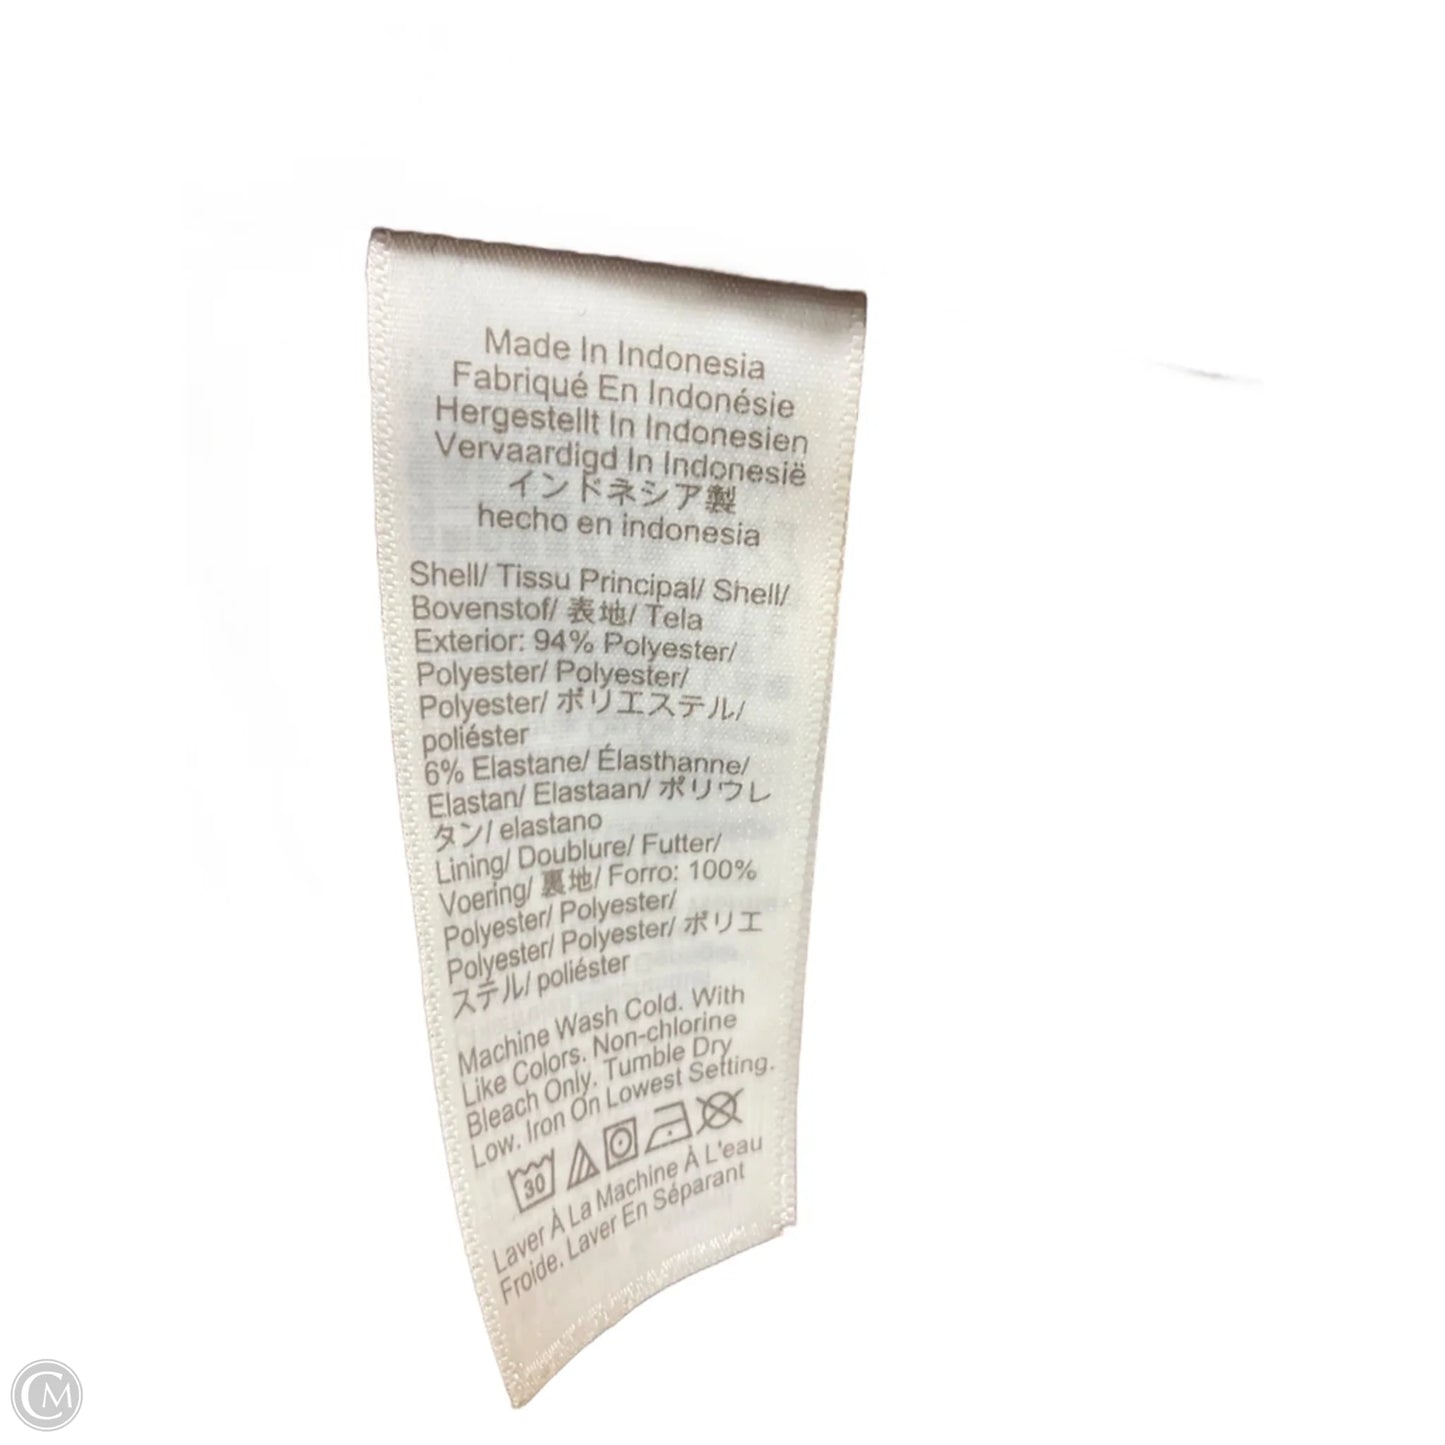 Made In Indonesia
Fabriqué En Indonésie
Hergestellt In Indonesien
Vervaardigd In Indonesië
インドネシア製
hecho en indonesia
Shell/ Tissu Principal/ Shell/
Bovenstof/ 表地/ Tela
Exterior: 94% Polyester/
Polyester/ Polyester/
Polyester/ ポリエステル/
poliéster
6% Elastane/ Élasthanne/
Elastan/ Elastaan/ ポリウレ
タン/ elastano
Lining/ Doublure/ Futter/
Voering/ 裏地/ Forro: 100%
Polyester/ Polyester/
Polyester/ Polyester/ ポリエ
ステル/ poliéster
Machine Wash Cold. With
Like Colors. Non-chlorine
Bleach Only. Tumble Dry
Low. Iron On Lowest Setting.
30
Laver À La Machine À L'eau
Froide. Laver En Séparant
CM